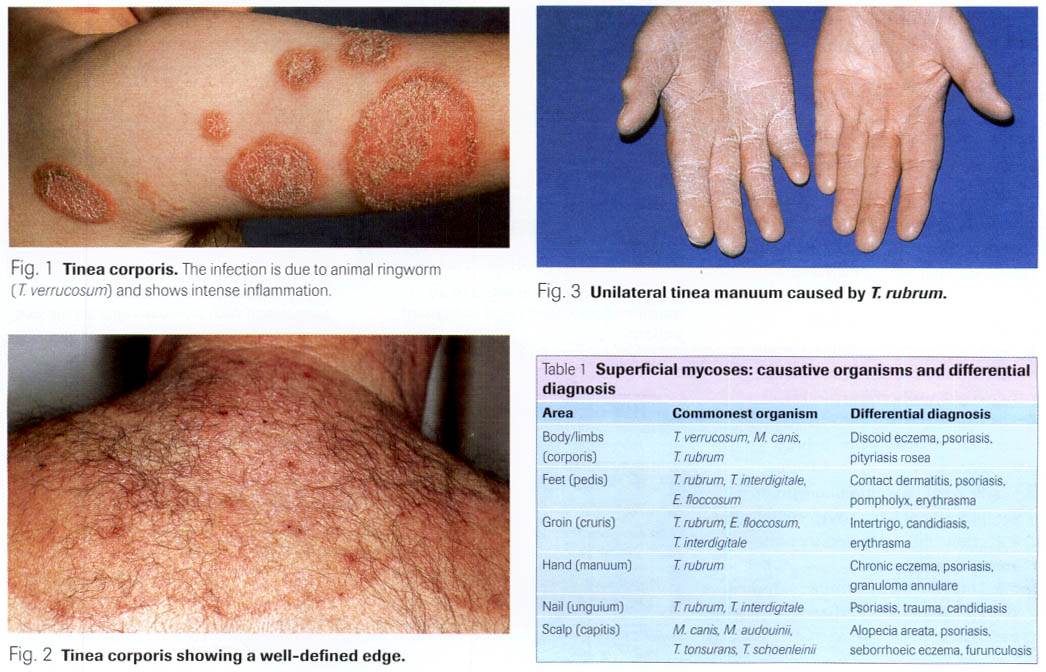 Fig. 1 Tinea corporis. The infection is due to animal ringworm
(T. verrucosum) and shows intense inflammation.
Fig. 2 Tinea corporis showing a well-defined edge.
Fig. 3 Unilateral tinea manuum caused by T. rubrum.
Table 1 Superficial mycoses: causative organisms and differential
diagnosis
Area Commonest organism Differential diagnosis
Body/limbs T. verrucosum, M. canis, Discoid eczema, psoriasis,
(corporis) T. rubrum pityriasis rosea
Feet (pedis) T. rubrum, T. interdigitale, Contact dermatitis, psoriasis,
E. floccosum pompholyx, erythrasma
Groin (cruris) T. rubrum, E. floccosum, Intertrigo, candidiasis,
T. interdigitale erythrasma
Hand (manuum) T. rubrum Chronic eczema, psoriasis,
granuloma annulare
Nail (unguium) T. rubrum, T. interdigitale Psoriasis, trauma, candidiasis
Scalp (capitis) M. canis, M. audouinii, Alopecia areata, psoriasis,
T. tonsurans, T. schoenleinii seborrhoeic eczema, furunculosis